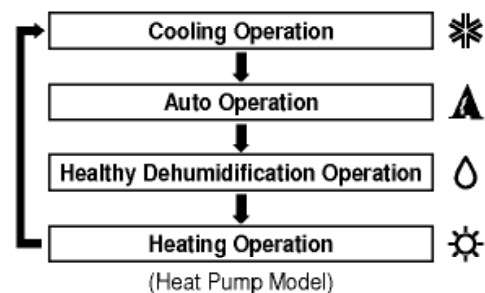 Cooling Operation
Auto Operation
Healthy Dehumidification Operation
Heating Operation
(Heat Pump Model)